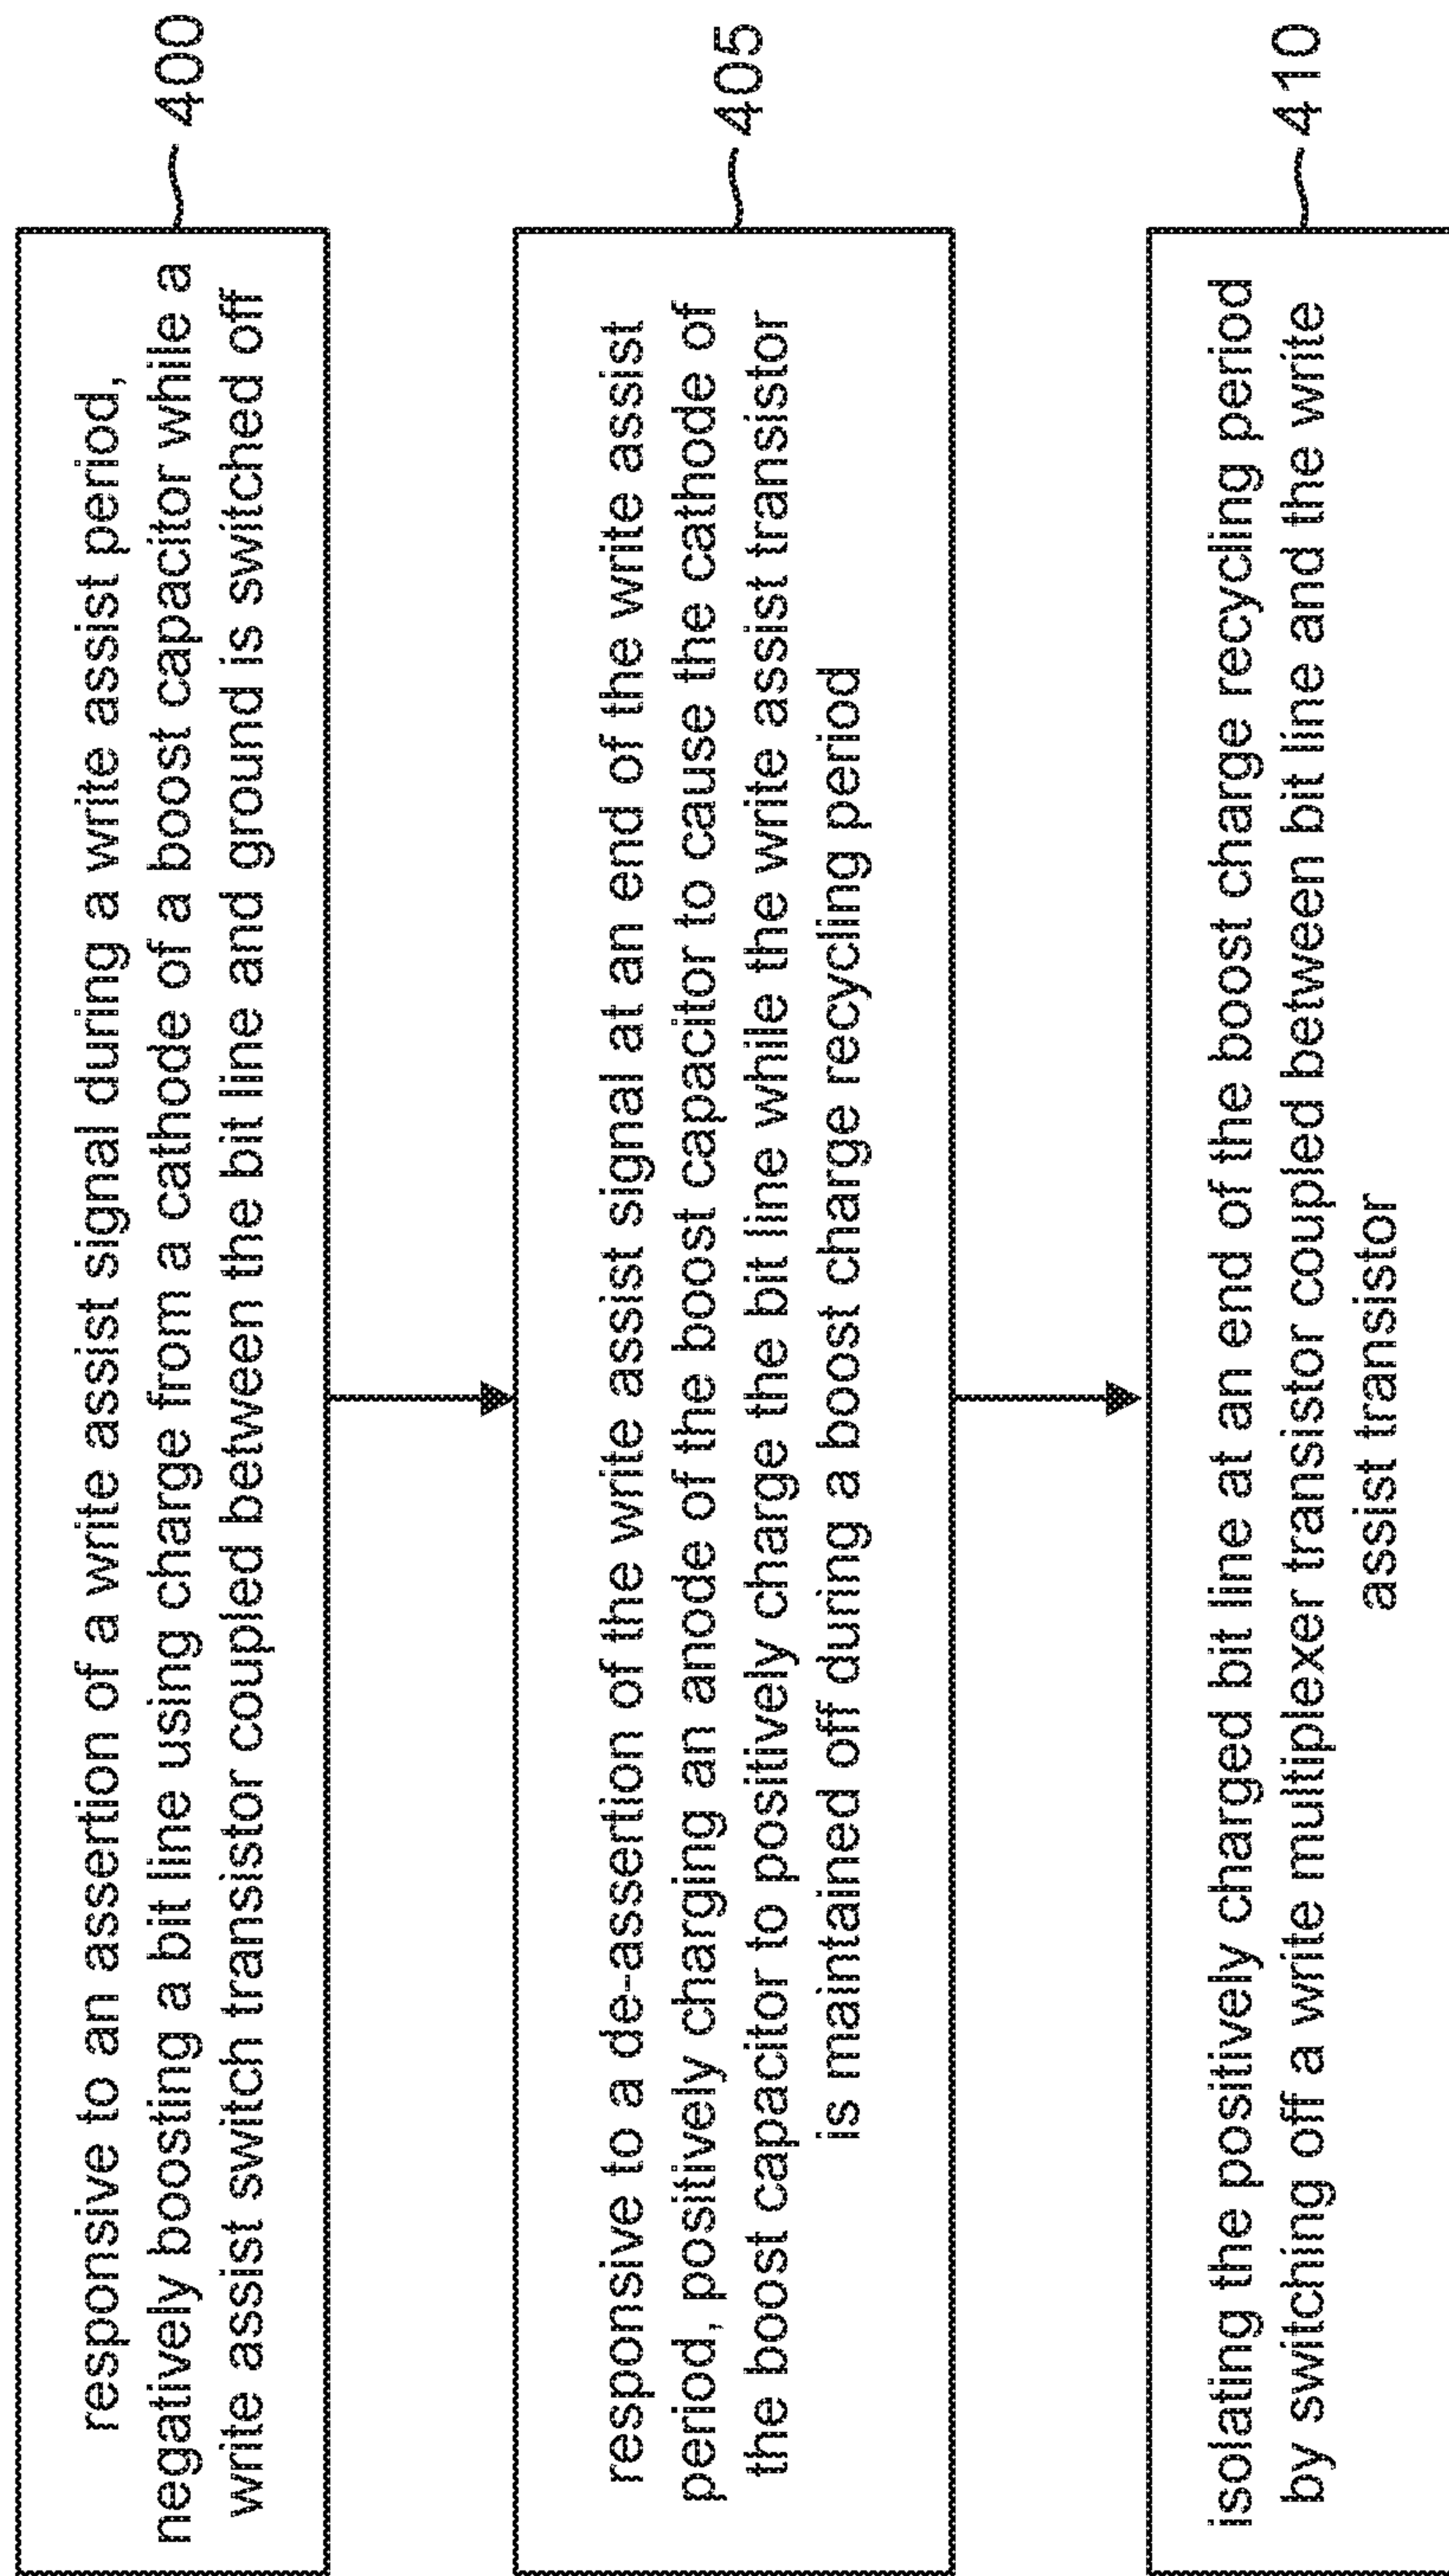 responsive to an assertion of a write assist signal during a write assist period,
negatively boosting a bit line using charge from a cathode of a boost capacitor while a
write assist switch transistor coupled between the bit line and ground is switched off
400
responsive to a de-assertion of the write assist signal at an end of the write assist
period, positively charging an anode of the boost capacitor to cause the cathode of
the boost capacitor to positively charge the bit line while the write assist transistor
is maintained off during a boost charge recycling period
405
isolating the positively charged bit line at an end of the boost charge recycling period
by switching off a write multiplexer transistor coupled between bit line and the write
assist transistor
410